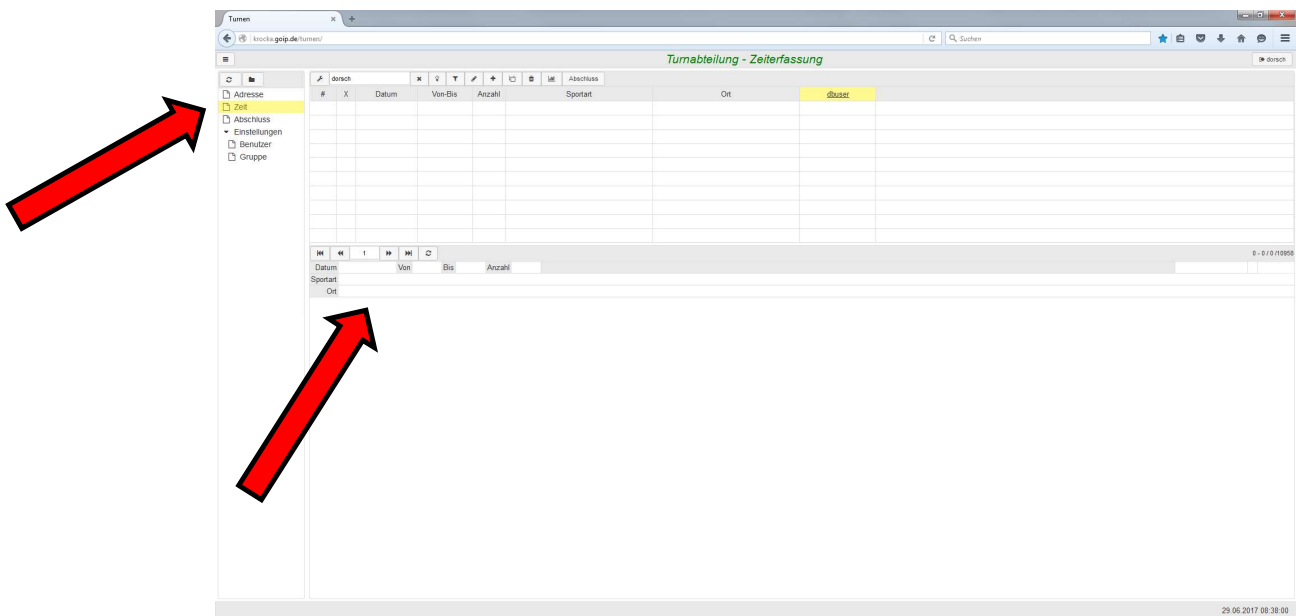 Turnen
krocka.goip.de/turnen/
Suchen
Turnabteilung - Zeiterfassung
dorsch
dorsch
Abschluss
Adresse
Zeit
Abschluss
Einstellungen
Benutzer
Gruppe
# X Datum Von-Bis Anzahl Sportart Ort dbuser
1
0 - 0 / 0 /10958
Datum Von Bis Anzahl
Sportart
Ort
29.06.2017 08:38:00